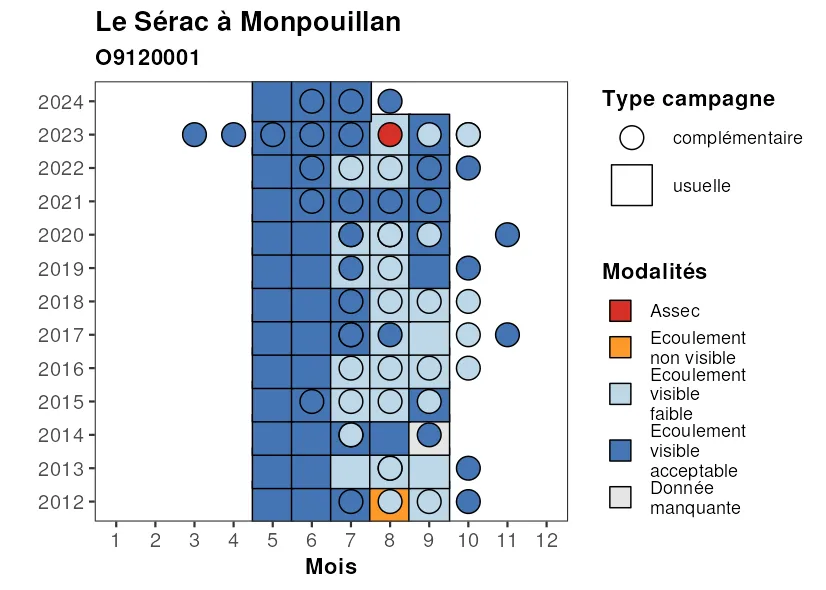 Le Sérac à Monpouillan
O9120001
2024
2023
2022
2021
2020
2019
2018
2017
2016
2015
2014
2013
2012
1 2 3 4 5 6 7 8 9 10 11 12
Mois
Type campagne
complémentaire
usuelle
Modalités
Assec
Ecoulement
non visible
Ecoulement
visible
faible
Ecoulement
visible
acceptable
Donnée
manquante